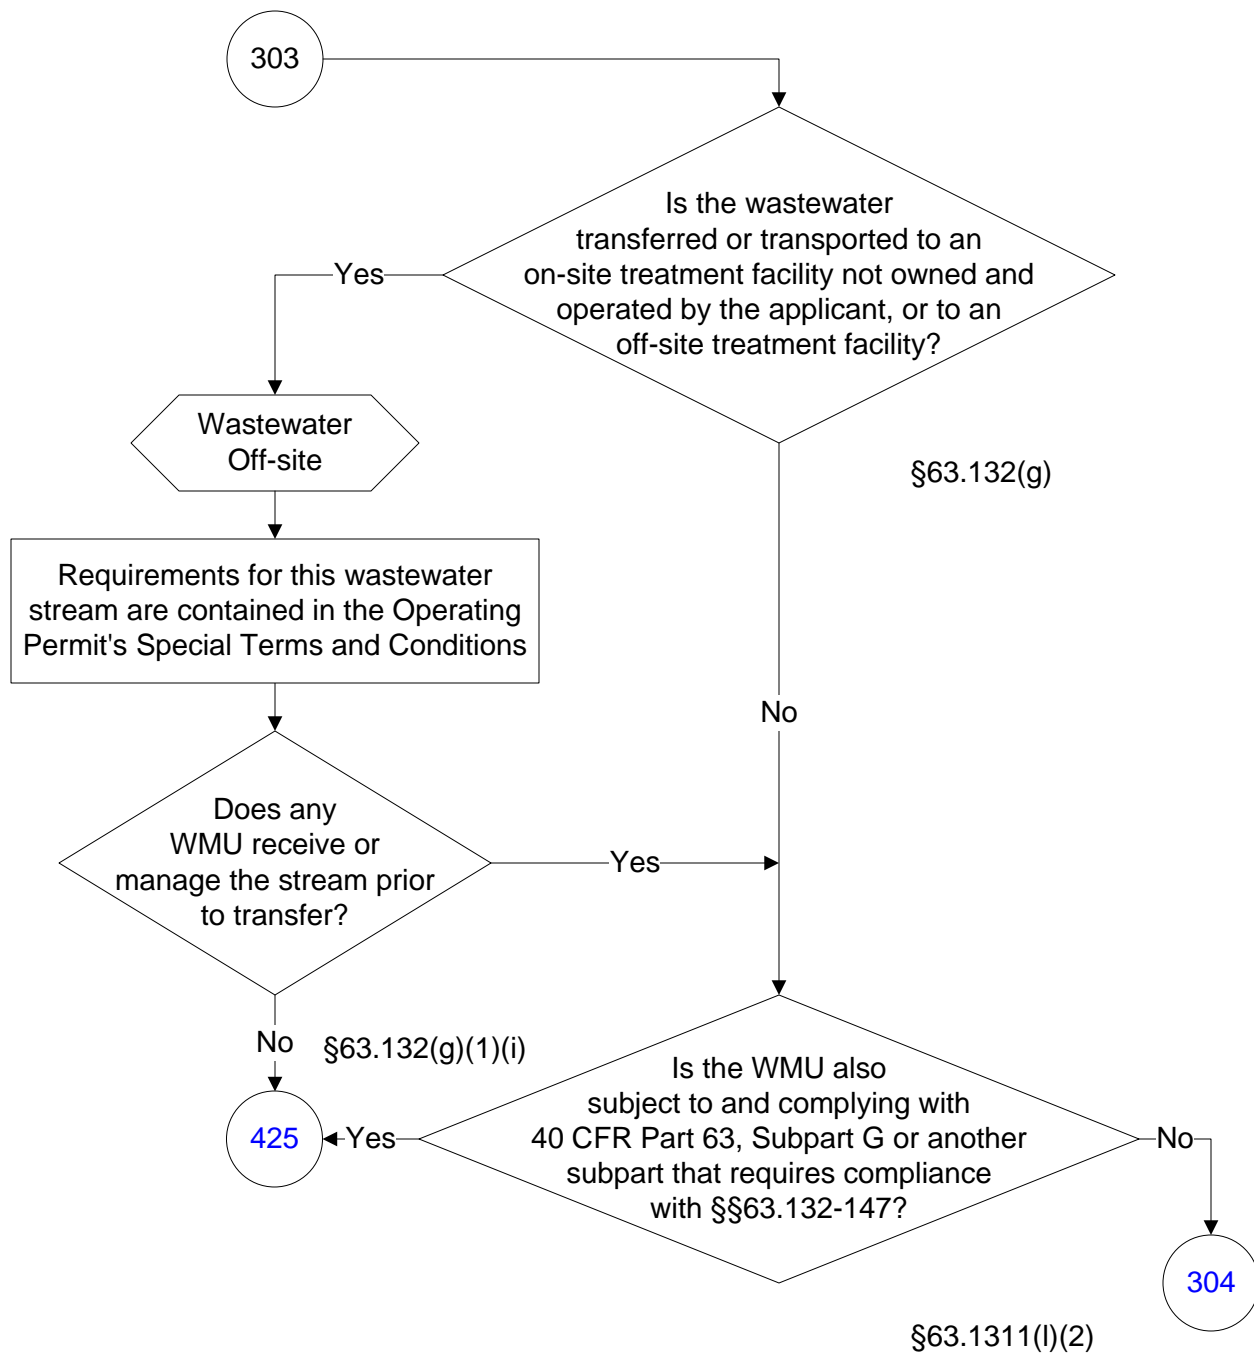 303
Is the wastewater
transferred or transported to an
on-site treatment facility not owned and
operated by the applicant, or to an
off-site treatment facility?
Yes
Wastewater
Off-site
§63.132(g)
Requirements for this wastewater
stream are contained in the Operating
Permit's Special Terms and Conditions
No
Does any
WMU receive or
manage the stream prior
to transfer?
Yes
No
§63.132(g)(1)(i)
Is the WMU also
subject to and complying with
40 CFR Part 63, Subpart G or another
subpart that requires compliance
with §§63.132-147?
Yes
425
No
304
§63.1311(l)(2)